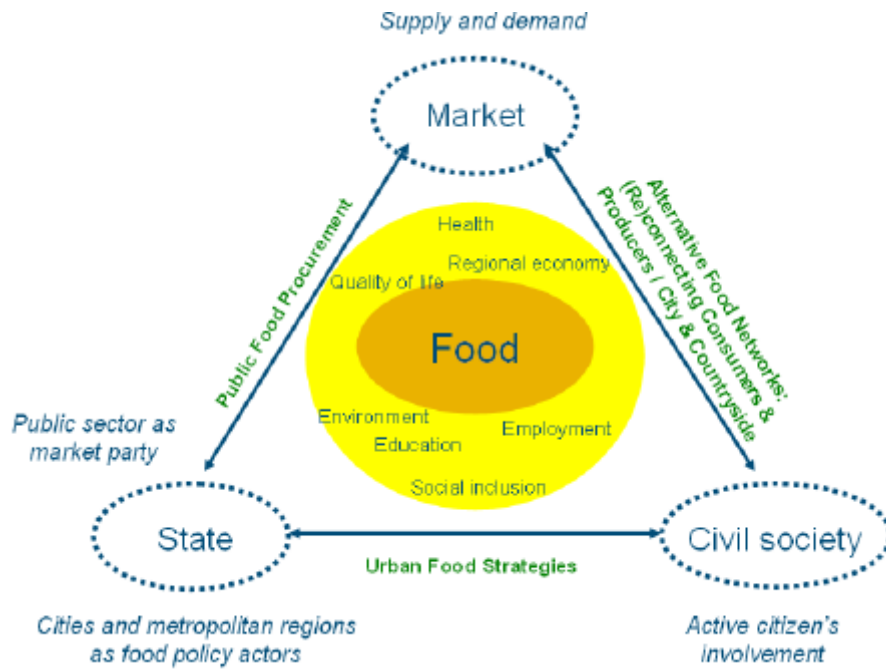 Supply and demand
Market
Public Food Procurement
Alternative Food Networks:
(Re)connecting Consumers &
Producers / City & Countryside
Health
Regional economy
Quality of life
Food
Environment
Employment
Education
Social inclusion
Public sector as
market party
State
Civil society
Urban Food Strategies
Cities and metropolitan regions
as food policy actors
Active citizen's
involvement